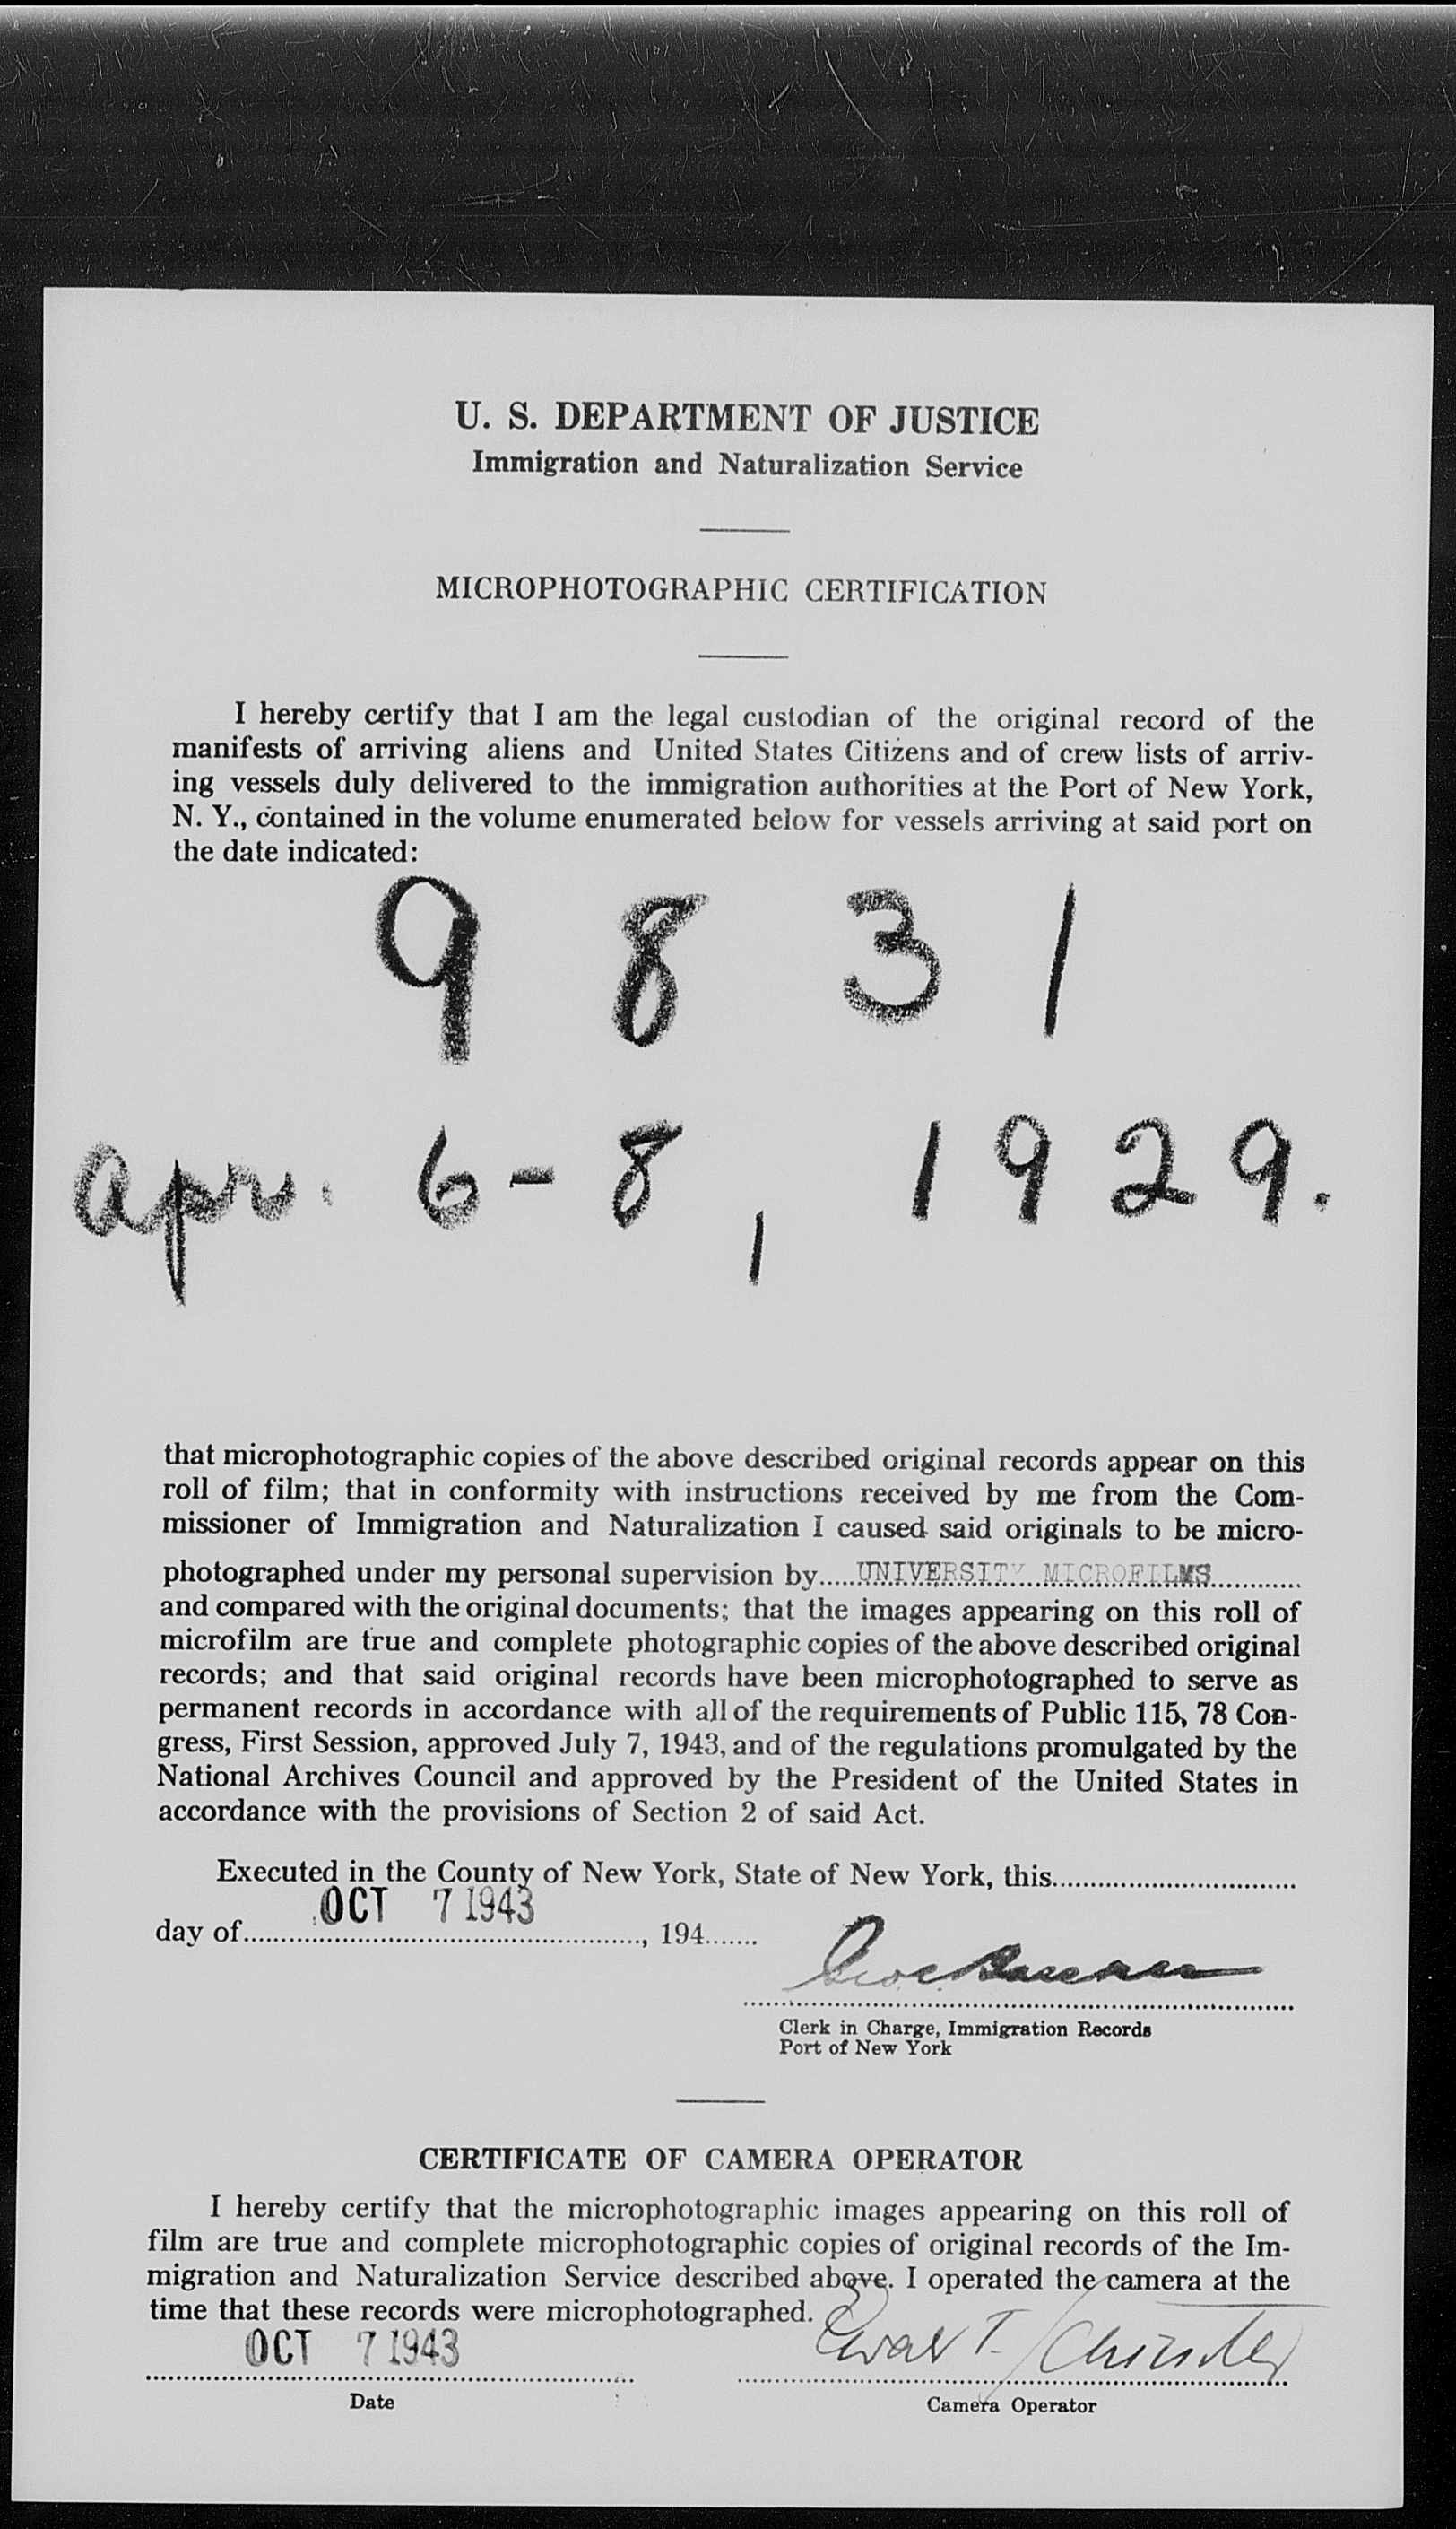 U. S. DEPARTMENT OF JUSTICE
Immigration and Naturalization Service
MICROPHOTOGRAPHIC CERTIFICATION
I hereby certify that I am the legal custodian of the original record of the
manifests of arriving aliens and United States Citizens and of crew lists of arriv-
ing vessels duly delivered to the immigration authorities at the Port of New York,
N. Y., contained in the volume enumerated below for vessels arriving at said port on
the date indicated:
9 8 3 1
Apr. 6-8, 1929.
that microphotographic copies of the above described original records appear on this
roll of film; that in conformity with instructions received by me from the Com-
missioner of Immigration and Naturalization I caused said originals to be micro-
photographed under my personal supervision by.....UNIVERSITY MICROFILMS............
and compared with the original documents; that the images appearing on this roll of
microfilm are true and complete photographic copies of the above described original
records; and that said original records have been microphotographed to serve as
permanent records in accordance with all of the requirements of Public 115, 78 Con-
gress, First Session, approved July 7, 1943, and of the regulations promulgated by the
National Archives Council and approved by the President of the United States in
accordance with the provisions of Section 2 of said Act.
Executed in the County of New York, State of New York, this................................
OCT 7 1943
day of......................................................, 194.......
Clerk in Charge, Immigration Records
Port of New York
CERTIFICATE OF CAMERA OPERATOR
I hereby certify that the microphotographic images appearing on this roll of
film are true and complete microphotographic copies of original records of the Im-
migration and Naturalization Service described above. I operated the camera at the
time that these records were microphotographed.
OCT 7 1943
T.
Date
Camera Operator